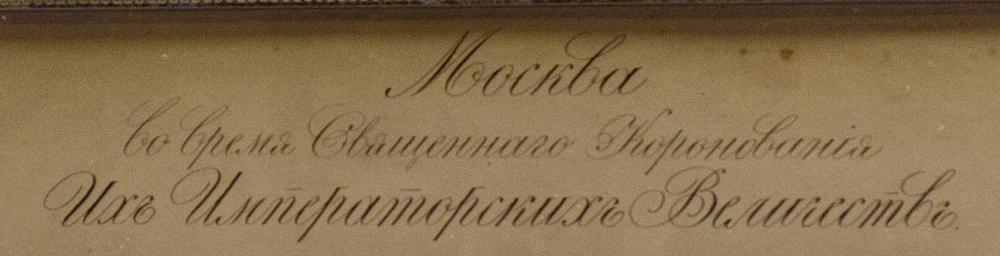 Москва
во время Священнаго Коронованія
Ихъ Императорскихъ Величествъ.